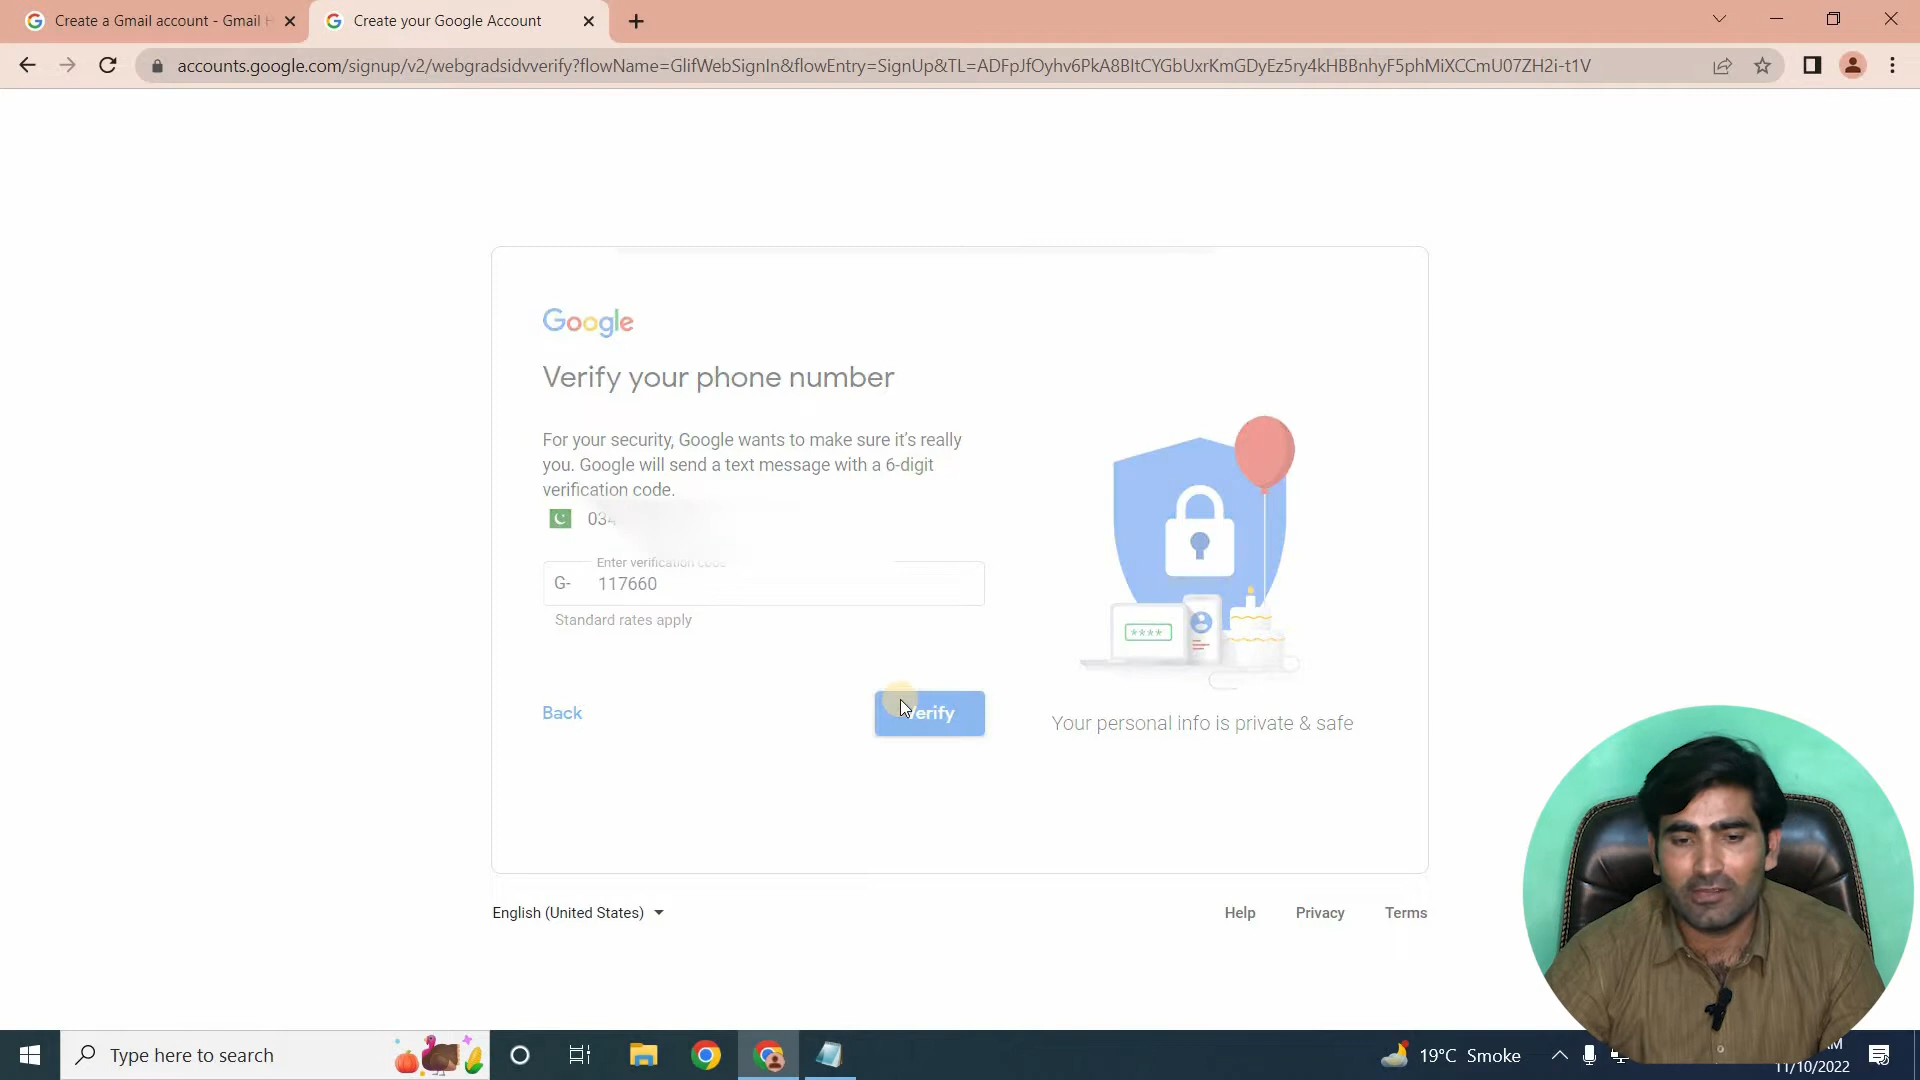 Create a Gmail account - Gmail
Create your Google Account
accounts.google.com/signup/v2/webgradsidvverify?flowName=GlifWebSignIn&flowEntry=SignUp&TL=ADFpJfOyhv6PkA8BItCYGbUxrKmGDyEz5ry4kHBBnhyF5phMiXCCmU07ZH2i-t1V
Google
Verify your phone number
For your security, Google wants to make sure it's really
you. Google will send a text message with a 6-digit
verification code.
034
Enter verification code
G- 117660
Standard rates apply
****
Back
Verify
Your personal info is private & safe
English (United States)
Help
Privacy
Terms
Type here to search
19°C Smoke
11/10/2022